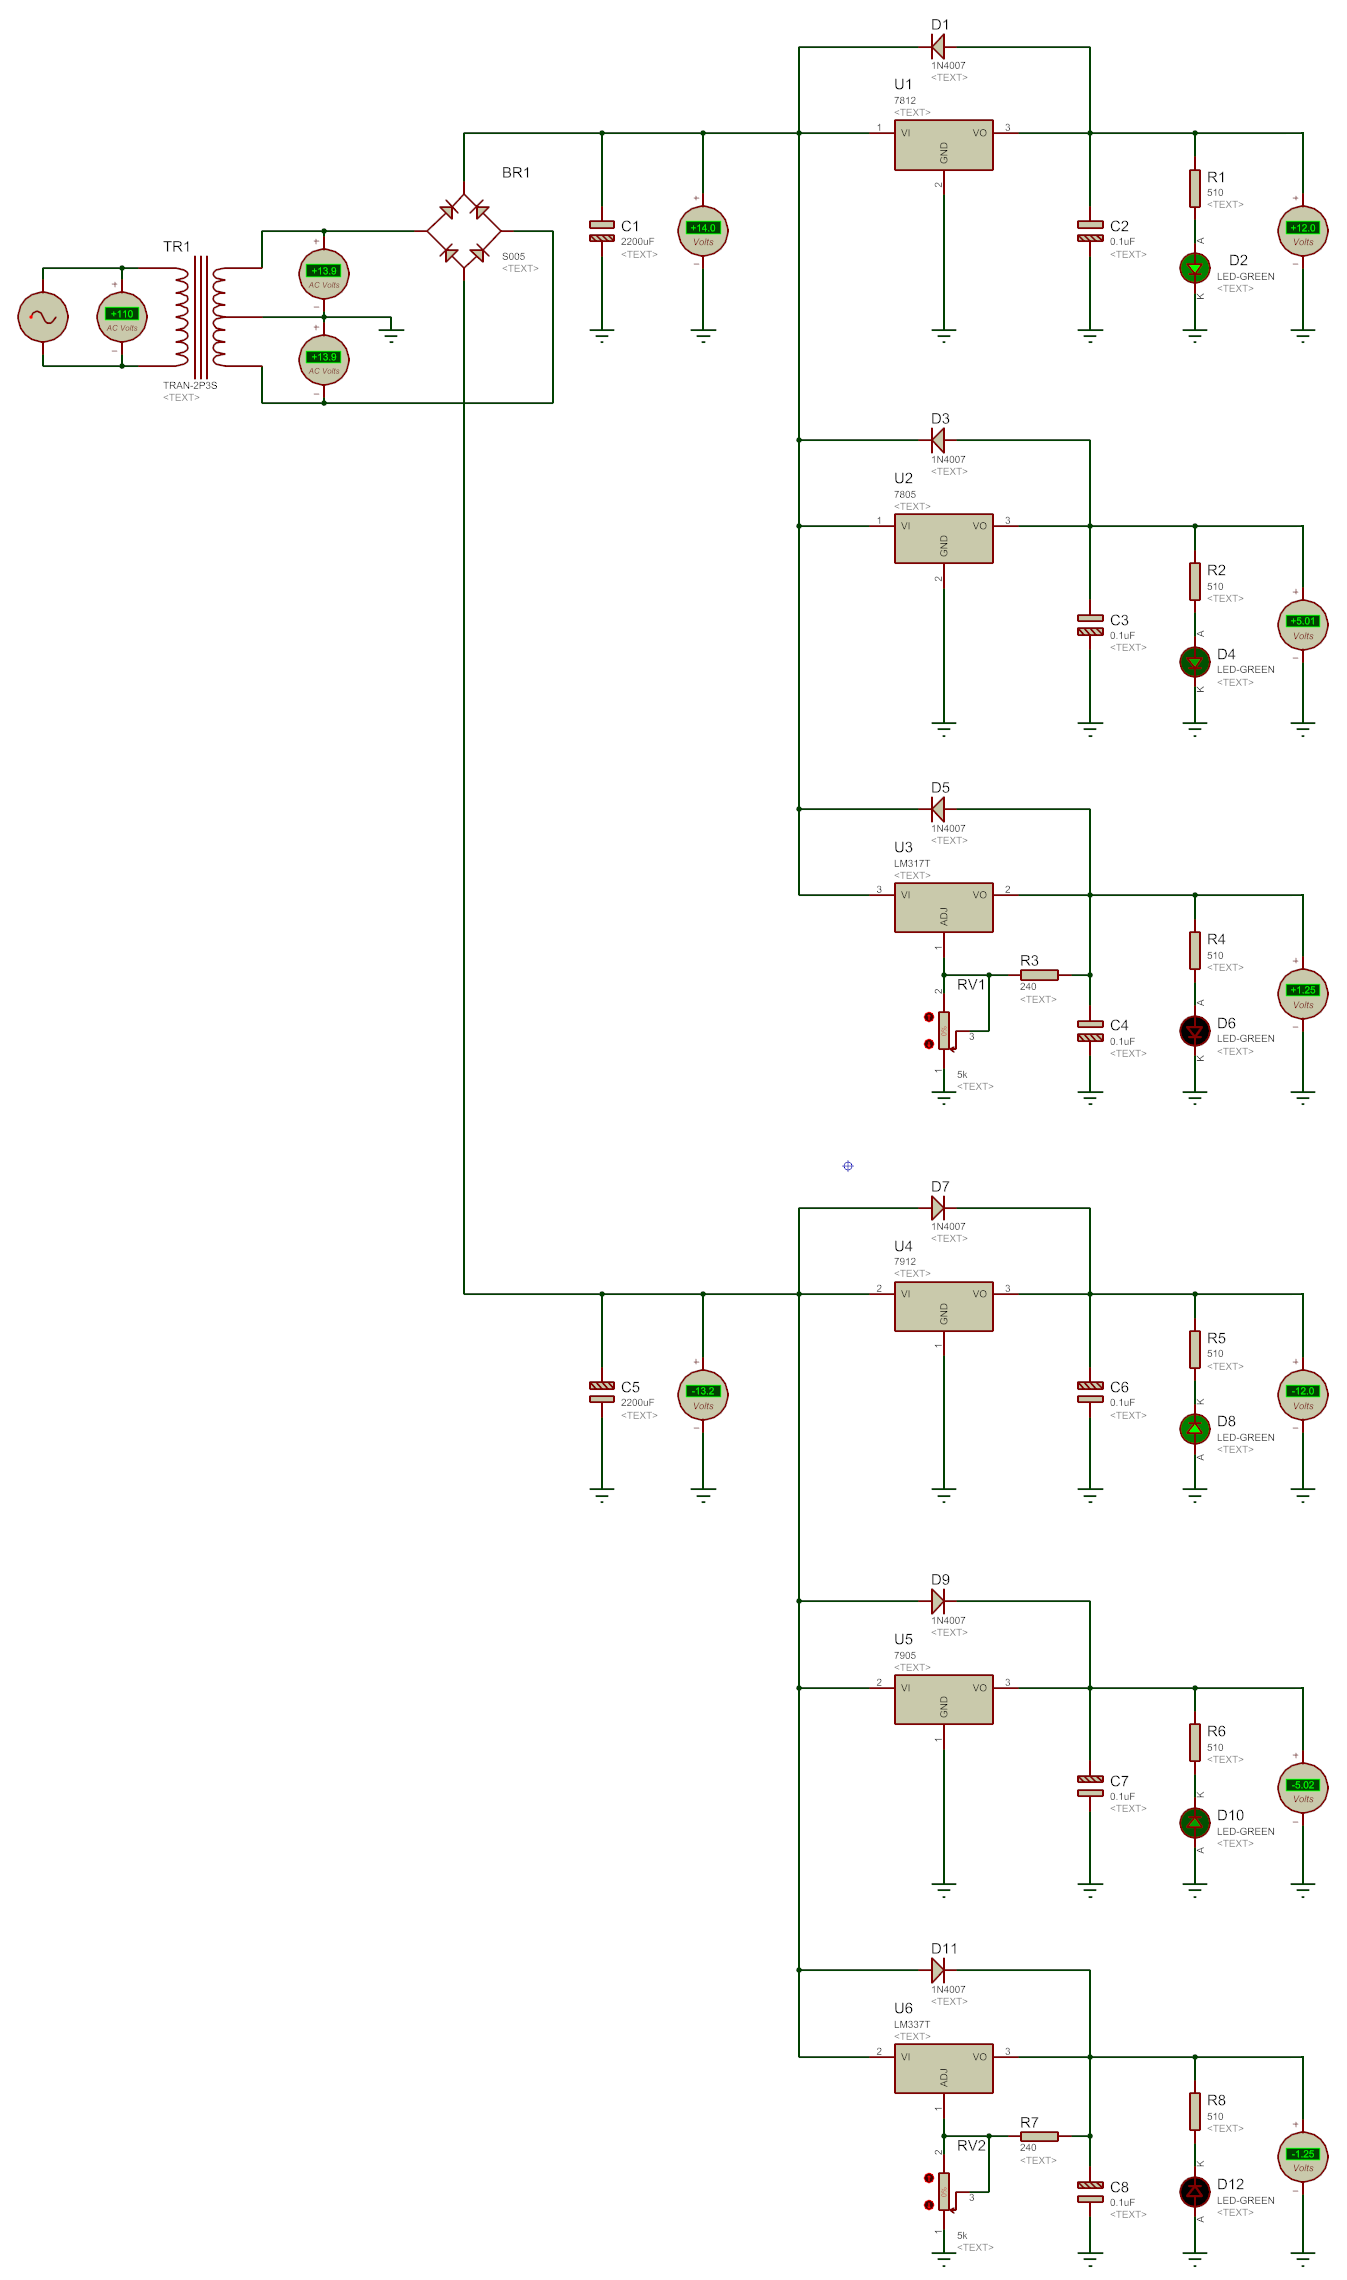 TR1
TRAN-2P3S
<TEXT>
+110
AC Volts
+13.9
AC Volts
+13.9
AC Volts
BR1
S005
<TEXT>
C1
2200uF
<TEXT>
+14.0
Volts
D1
1N4007
<TEXT>
U1
7812
<TEXT>
1 VI VO 3
GND
2
C2
0.1uF
<TEXT>
R1
510
<TEXT>
A
D2
LED-GREEN
<TEXT>
K
+12.0
Volts
D3
1N4007
<TEXT>
U2
7805
<TEXT>
1 VI VO 3
GND
2
C3
0.1uF
<TEXT>
R2
510
<TEXT>
A
D4
LED-GREEN
<TEXT>
K
+5.01
Volts
D5
1N4007
<TEXT>
U3
LM317T
<TEXT>
3 VI VO 2
ADJ
1
R3
240
<TEXT>
RV1
2
3
1
0%
5k
<TEXT>
C4
0.1uF
<TEXT>
R4
510
<TEXT>
A
D6
LED-GREEN
<TEXT>
K
+1.25
Volts
C5
2200uF
<TEXT>
-13.2
Volts
D7
1N4007
<TEXT>
U4
7912
<TEXT>
2 VI VO 3
GND
1
C6
0.1uF
<TEXT>
R5
510
<TEXT>
K
D8
LED-GREEN
<TEXT>
A
-12.0
Volts
D9
1N4007
<TEXT>
U5
7905
<TEXT>
2 VI VO 3
GND
1
C7
0.1uF
<TEXT>
R6
510
<TEXT>
K
D10
LED-GREEN
<TEXT>
A
-5.02
Volts
D11
1N4007
<TEXT>
U6
LM337T
<TEXT>
2 VI VO 3
ADJ
1
R7
240
<TEXT>
RV2
2
3
1
0%
5k
<TEXT>
C8
0.1uF
<TEXT>
R8
510
<TEXT>
K
D12
LED-GREEN
<TEXT>
A
-1.25
Volts